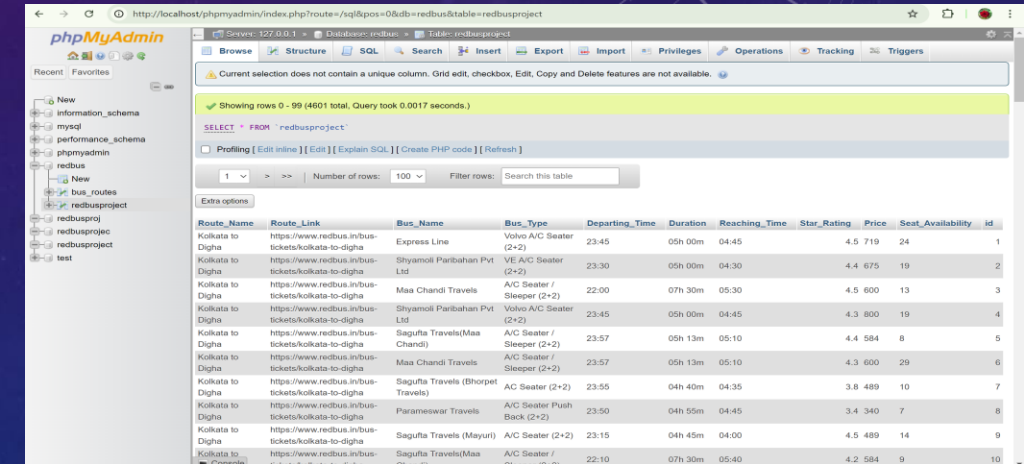 http://localhost/phpmyadmin/index.php?route=/sql&pos=0&db=redbus&table=redbusproject
phpMyAdmin
Recent Favorites
New
information_schema
mysql
performance_schema
phpmyadmin
redbus
New
bus_routes
redbusproject
redbusproj
redbusprojec
redbusproject
test
Server: 127.0.0.1 » Database: redbus » Table: redbusproject
Browse Structure SQL Search Insert Export Import Privileges Operations Tracking Triggers
Current selection does not contain a unique column. Grid edit, checkbox, Edit, Copy and Delete features are not available.
Showing rows 0 - 99 (4601 total, Query took 0.0017 seconds.)
SELECT * FROM `redbusproject`
Profiling [ Edit inline ] [ Edit ] [ Explain SQL ] [ Create PHP code ] [ Refresh ]
1 > >> | Number of rows: 100 Filter rows: Search this table
Extra options
Route_Name Route_Link Bus_Name Bus_Type Departing_Time Duration Reaching_Time Star_Rating Price Seat_Availability id
Kolkata to Digha https://www.redbus.in/bus-tickets/kolkata-to-digha Express Line Volvo A/C Seater (2+2) 23:45 05h 00m 04:45 4.5 719 24 1
Kolkata to Digha https://www.redbus.in/bus-tickets/kolkata-to-digha Shyamoli Paribahan Pvt Ltd VE A/C Seater (2+2) 23:30 05h 00m 04:30 4.4 675 19 2
Kolkata to Digha https://www.redbus.in/bus-tickets/kolkata-to-digha Maa Chandi Travels A/C Seater / Sleeper (2+2) 22:00 07h 30m 05:30 4.5 600 13 3
Kolkata to Digha https://www.redbus.in/bus-tickets/kolkata-to-digha Shyamoli Paribahan Pvt Ltd Volvo A/C Seater (2+2) 23:45 05h 00m 04:45 4.3 800 19 4
Kolkata to Digha https://www.redbus.in/bus-tickets/kolkata-to-digha Sagufta Travels(Maa Chandi) A/C Seater / Sleeper (2+2) 23:57 05h 13m 05:10 4.4 584 8 5
Kolkata to Digha https://www.redbus.in/bus-tickets/kolkata-to-digha Maa Chandi Travels A/C Seater / Sleeper (2+2) 23:57 05h 13m 05:10 4.3 600 29 6
Kolkata to Digha https://www.redbus.in/bus-tickets/kolkata-to-digha Sagufta Travels (Bhorpet Travels) AC Seater (2+2) 23:55 04h 40m 04:35 3.8 489 10 7
Kolkata to Digha https://www.redbus.in/bus-tickets/kolkata-to-digha Parameswar Travels A/C Seater Push Back (2+2) 23:50 04h 55m 04:45 3.4 340 7 8
Kolkata to Digha https://www.redbus.in/bus-tickets/kolkata-to-digha Sagufta Travels (Mayuri) A/C Seater (2+2) 23:15 04h 45m 04:00 4.5 489 14 9
Kolkata to https://www.redbus.in/bus- Sagufta Travels(Maa A/C Seater / 22:10 07h 30m 05:40 4.2 584 9 10
Console